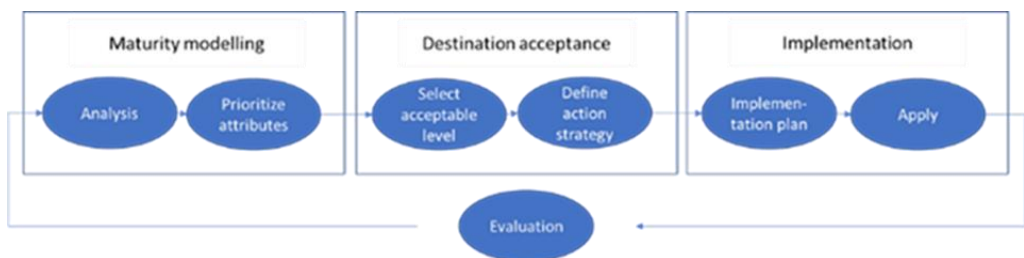 Maturity modelling
Analysis
Prioritize
attributes
Destination acceptance
Select
acceptable
level
Define
action
strategy
Implementation
Implemen-
tation plan
Apply
Evaluation